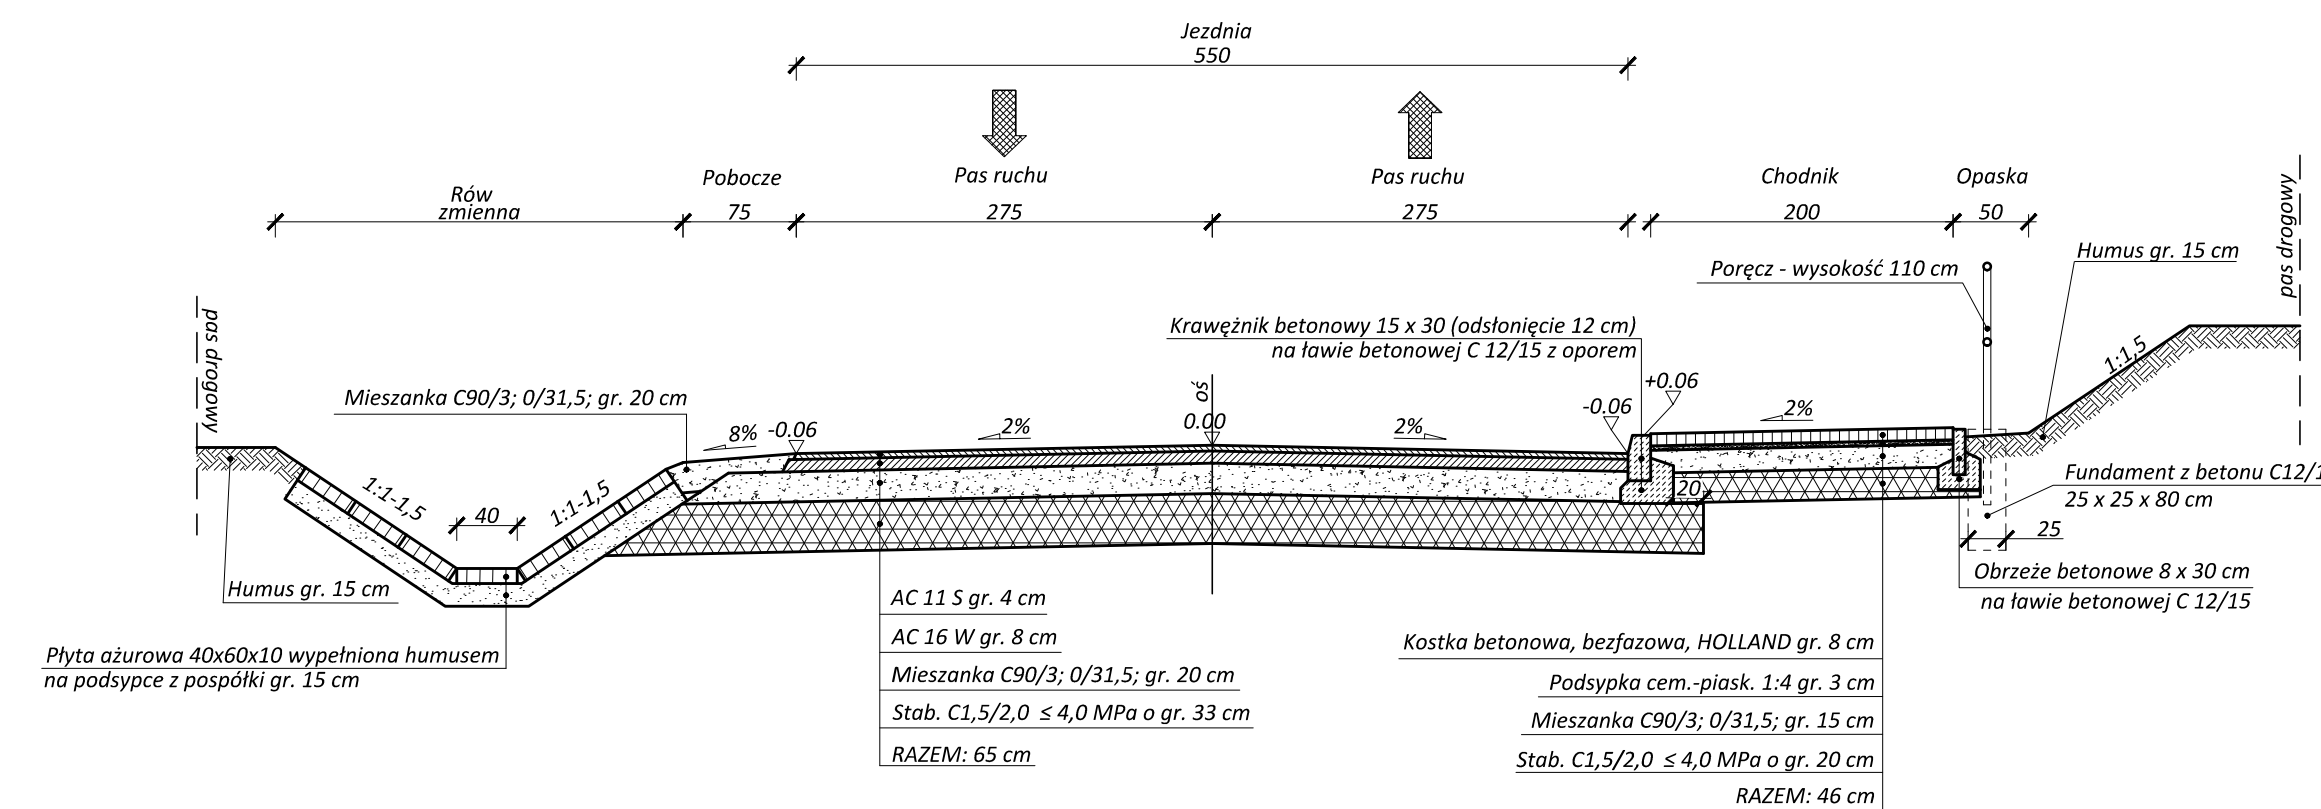 Jezdnia
550
Pas ruchu
Pas ruchu
Rów
zmienna
Pobocze
75
275
275
Chodnik
200
Opaska
50
pas drogowy
pas drogowy
Humus gr. 15 cm
Poręcz - wysokość 110 cm
Krawężnik betonowy 15 x 30 (odsłonięcie 12 cm)
na ławie betonowej C 12/15 z oporem
1:1,5
Mieszanka C90/3; 0/31,5; gr. 20 cm
oś
+0.06
-0.06
0.00
8%
-0.06
2%
2%
2%
1:1-1,5
40
1:1-1,5
20
Fundament z betonu C12/1
25 x 25 x 80 cm
25
Humus gr. 15 cm
Obrzeże betonowe 8 x 30 cm
na ławie betonowej C 12/15
Płyta ażurowa 40x60x10 wypełniona humusem
na podsypce z pospółki gr. 15 cm
AC 11 S gr. 4 cm
AC 16 W gr. 8 cm
Mieszanka C90/3; 0/31,5; gr. 20 cm
Stab. C1,5/2,0 ≤ 4,0 MPa o gr. 33 cm
RAZEM: 65 cm
Kostka betonowa, bezfazowa, HOLLAND gr. 8 cm
Podsypka cem.-piask. 1:4 gr. 3 cm
Mieszanka C90/3; 0/31,5; gr. 15 cm
Stab. C1,5/2,0 ≤ 4,0 MPa o gr. 20 cm
RAZEM: 46 cm